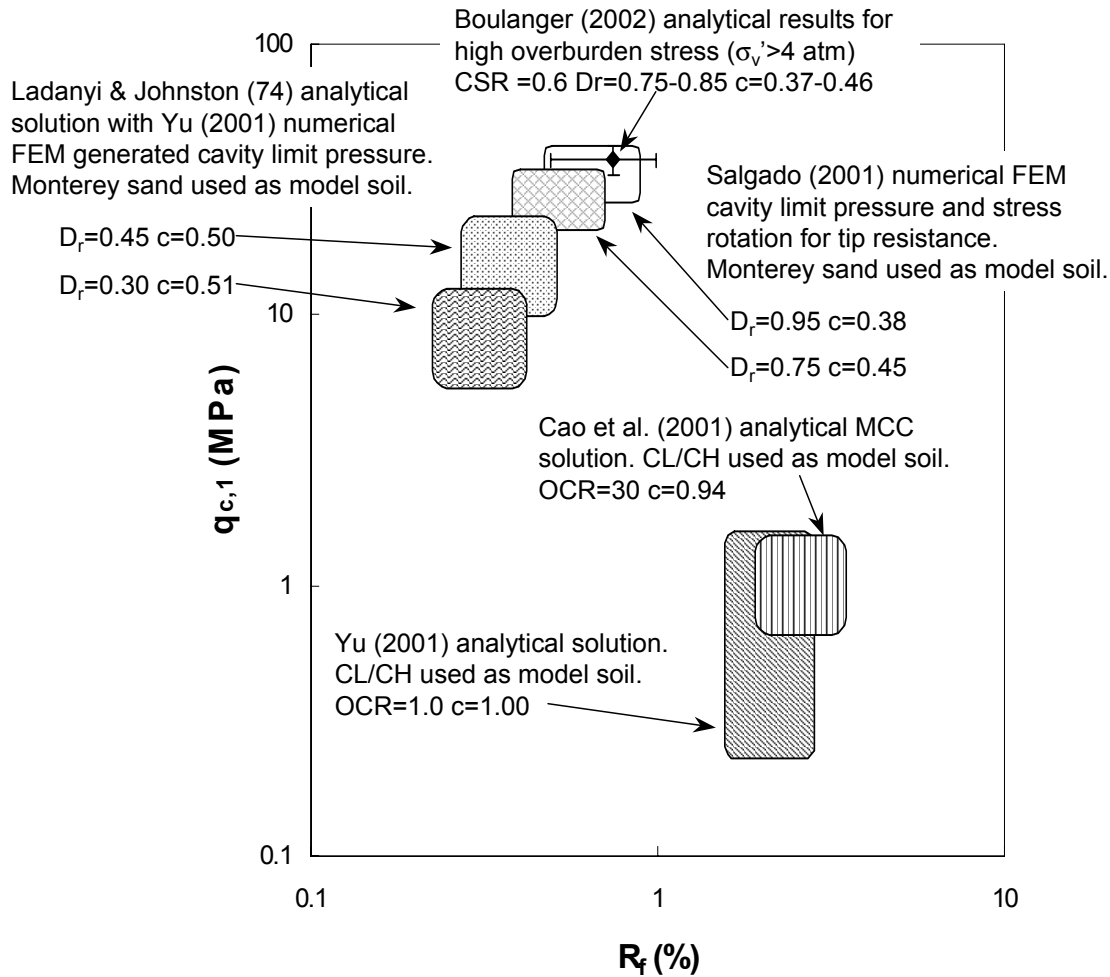 Boulanger (2002) analytical results for
high overburden stress (σv’>4 atm)
CSR =0.6 Dr=0.75-0.85 c=0.37-0.46
100
Ladanyi & Johnston (74) analytical
solution with Yu (2001) numerical
FEM generated cavity limit pressure.
Monterey sand used as model soil.
Salgado (2001) numerical FEM
cavity limit pressure and stress
rotation for tip resistance.
Monterey sand used as model soil.
Dr=0.45 c=0.50
Dr=0.30 c=0.51
10
Dr=0.95 c=0.38
Dr=0.75 c=0.45
qc,1 (MPa)
Cao et al. (2001) analytical MCC
solution. CL/CH used as model soil.
OCR=30 c=0.94
1
Yu (2001) analytical solution.
CL/CH used as model soil.
OCR=1.0 c=1.00
0.1
0.1
1
10
Rf (%)